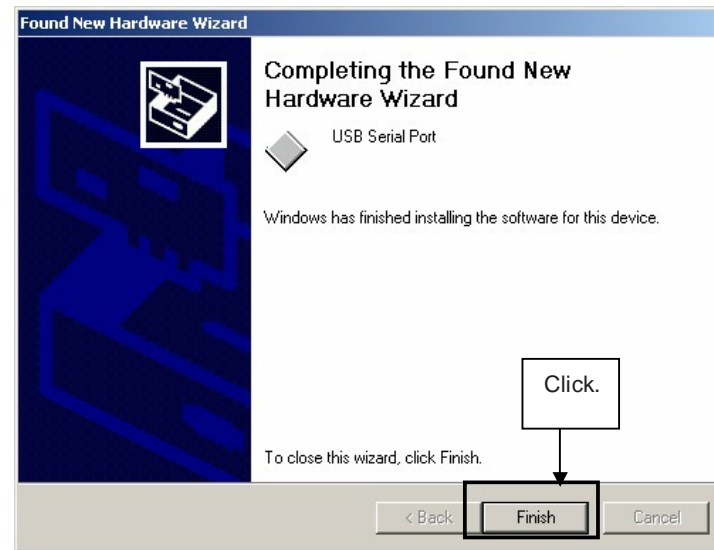 Found New Hardware Wizard
Completing the Found New
Hardware Wizard
USB Serial Port
Windows has finished installing the software for this device.
Click.
To close this wizard, click Finish.
< Back
Finish
Cancel